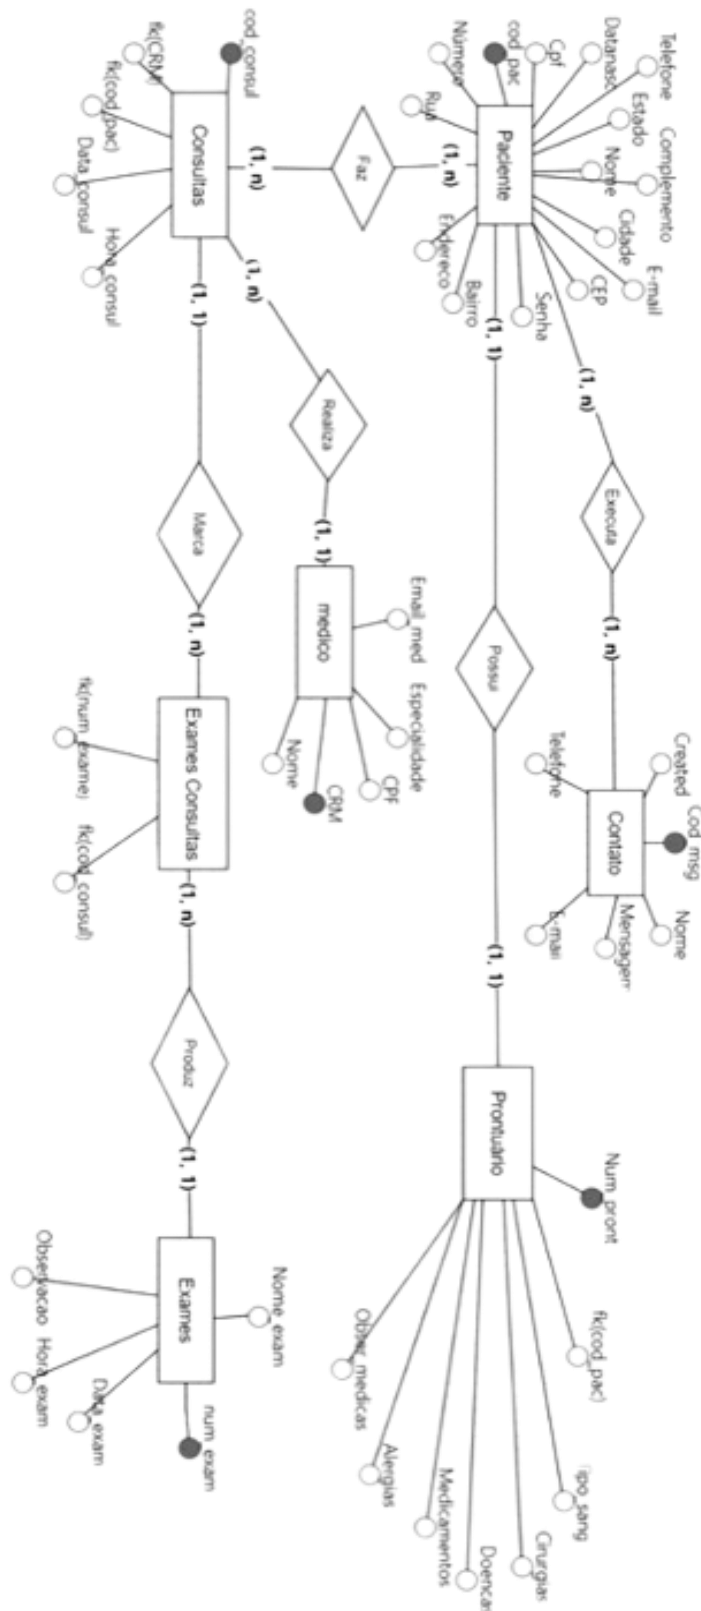 Telefone
Complemento
E-mail
Estado
Datanasc
Nome
Cidade
CEP
Cpf
cod_pac
Número
Rua
Paciente
Senha
Bairro
Endereco
(1, n)
Faz
(1, n)
cod_consul
fk(CRM)
fk(cod_pac)
Data_consul
Hora_consul
Consultas
(1, n)
Executa
(1, n)
Created
Cod_msg
Nome
Contato
Telefone
E-mail
Mensagem
(1, 1)
Possui
(1, 1)
Num_pront
Prontuário
fk(cod_pac)
ipo_sang
Cirurgias
Doencas
Medicamentos
Alergias
Obser_medicas
(1, n)
Realiza
(1, 1)
medico
Email_med
Especialidade
CPF
CRM
Nome
(1, 1)
Marca
(1, n)
Exames Consultas
fk(num_exame)
fk(cod_consul)
(1, n)
Produz
(1, 1)
Exames
Nome_exam
num_exam
Data_exam
Hora_exam
Observacao